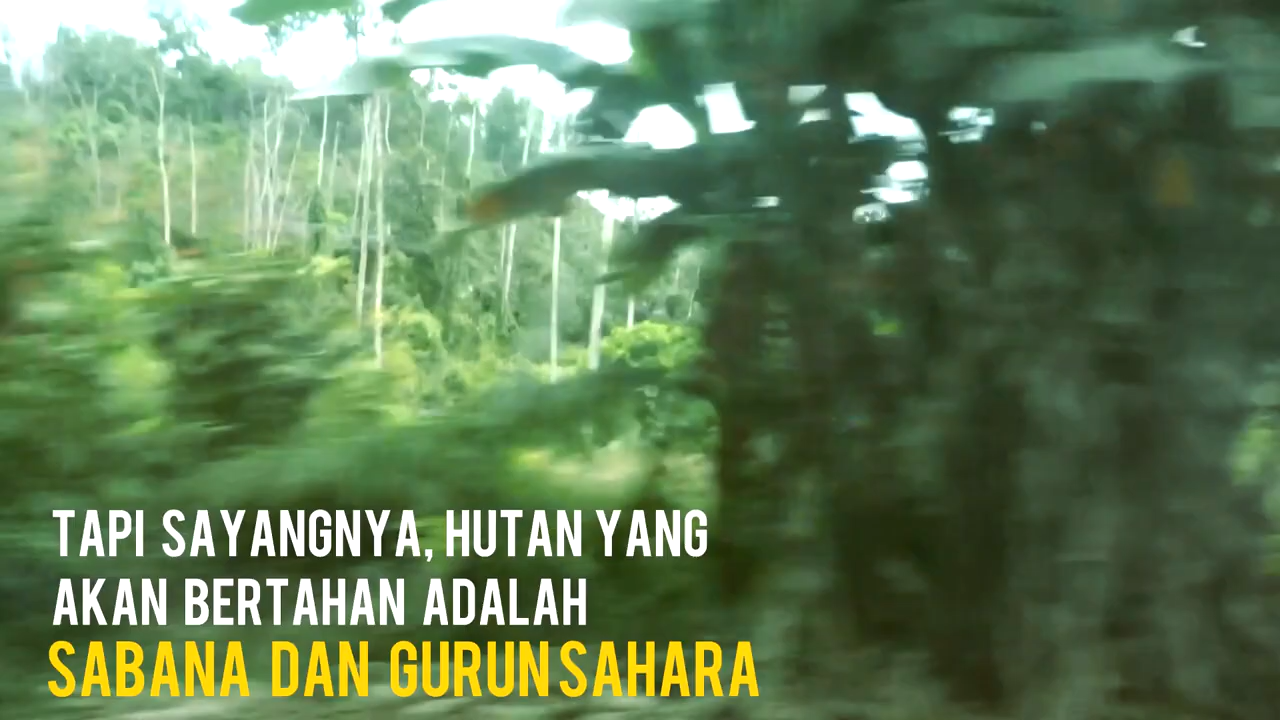 TAPI SAYANGNYA, HUTAN YANG
AKAN BERTAHAN ADALAH
SABANA DAN GURUN SAHARA